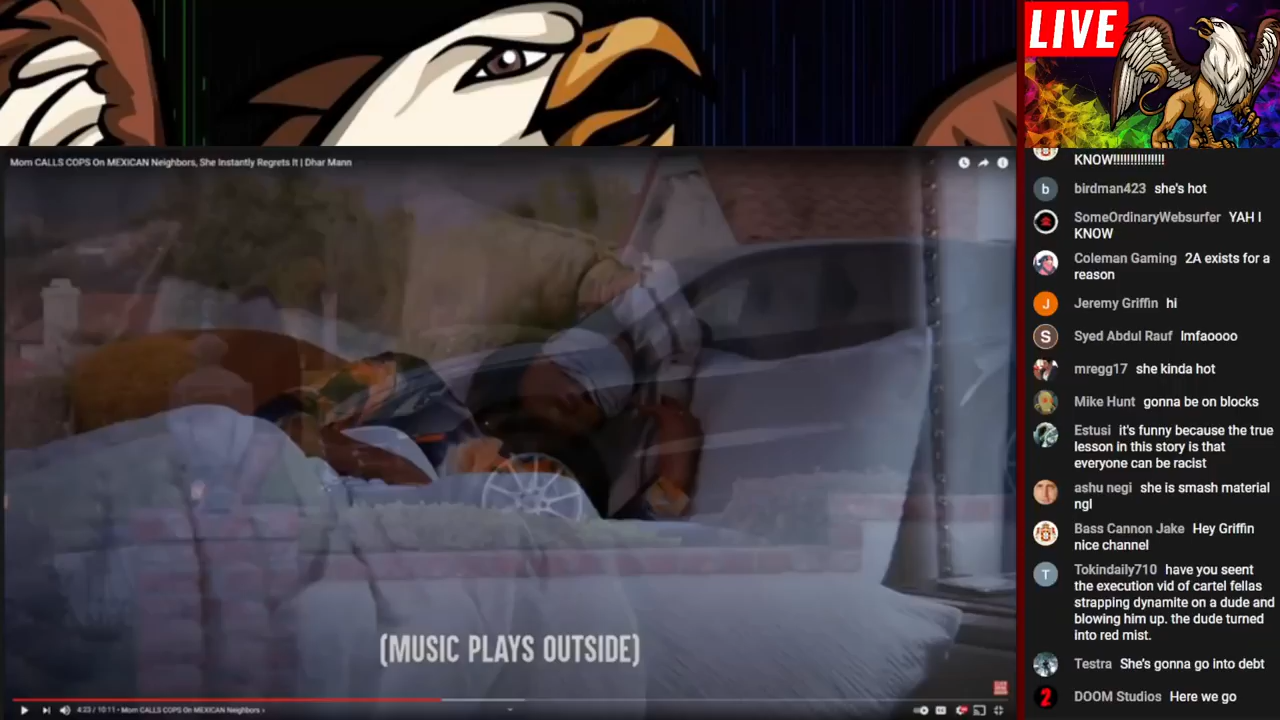 LIVE
Mom CALLS COPS On MEXICAN Neighbors, She Instantly Regrets It | Dhar Mann
KNOW!!!!!!!!!!!!!!!
b
birdman423 she's hot
SomeOrdinaryWebsurfer YAH I
KNOW
Coleman Gaming 2A exists for a
reason
J
Jeremy Griffin hi
S
Syed Abdul Rauf lmfaoooo
mregg17 she kinda hot
Mike Hunt gonna be on blocks
Estusi it's funny because the true
lesson in this story is that
everyone can be racist
ashu negi she is smash material
ngl
Bass Cannon Jake Hey Griffin
nice channel
T
Tokindaily710 have you seent
the execution vid of cartel fellas
strapping dynamite on a dude and
blowing him up. the dude turned
into red mist.
Testra She's gonna go into debt
2
DOOM Studios Here we go
(MUSIC PLAYS OUTSIDE)
4:23 / 10:11 • Mom CALLS COPS On MEXICAN Neighbors ›